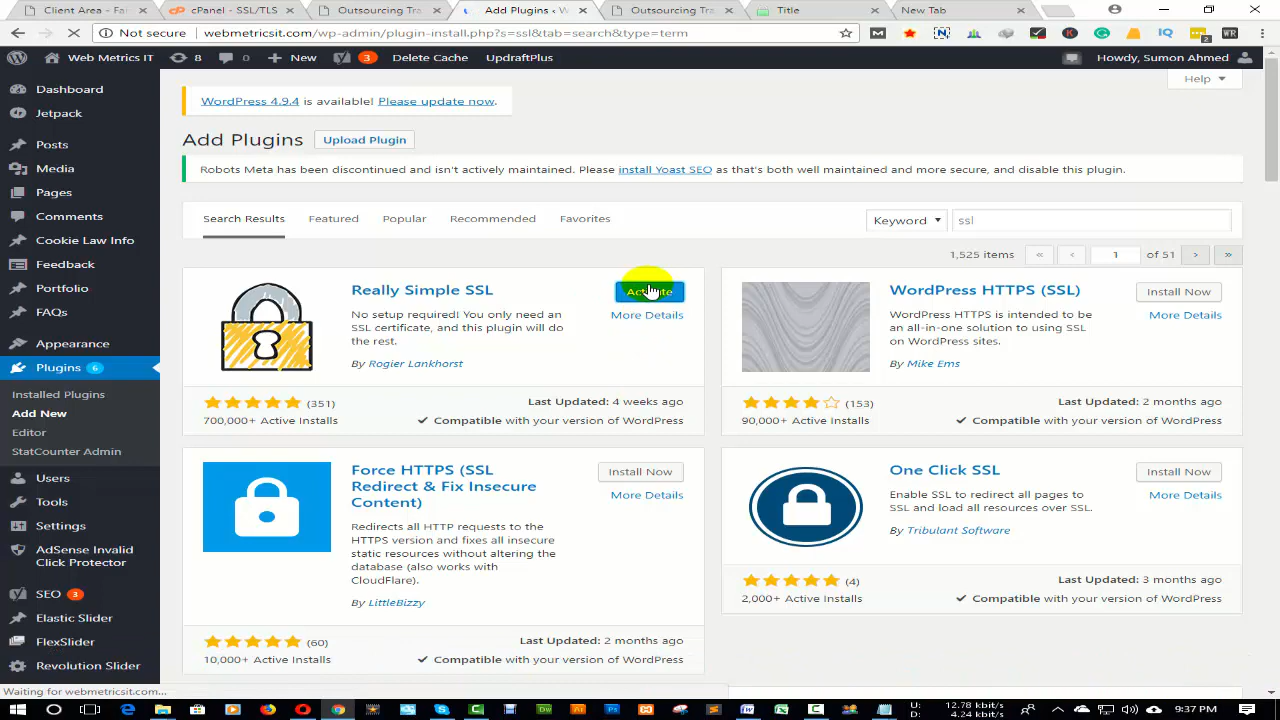 Client Area - Fa
cPanel - SSL/TLS
Outsourcing Tra
Add Plugins ‹ W
Outsourcing Tra
Title
New Tab
Not secure
webmetricsit.com/wp-admin/plugin-install.php?s=ssl&tab=search&type=term
Web Metrics IT
8
0
New
3
Delete Cache
UpdraftPlus
Howdy, Sumon Ahmed
Help
Dashboard
Jetpack
Posts
Media
Pages
Comments
Cookie Law Info
Feedback
Portfolio
FAQs
Appearance
Plugins 6
Installed Plugins
Add New
Editor
StatCounter Admin
Users
Tools
Settings
AdSense Invalid
Click Protector
SEO 3
Elastic Slider
FlexSlider
Revolution Slider
WordPress 4.9.4 is available! Please update now.
Add Plugins
Upload Plugin
Robots Meta has been discontinued and isn't actively maintained. Please install Yoast SEO as that's both well maintained and more secure, and disable this plugin.
Search Results
Featured
Popular
Recommended
Favorites
Keyword
ssl
1,525 items
«
‹
1
of 51
›
»
Really Simple SSL
Activate
More Details
No setup required! You only need an
SSL certificate, and this plugin will do
the rest.
By Rogier Lankhorst
(351)
700,000+ Active Installs
Last Updated: 4 weeks ago
Compatible with your version of WordPress
WordPress HTTPS (SSL)
Install Now
More Details
WordPress HTTPS is intended to be
an all-in-one solution to using SSL
on WordPress sites.
By Mike Ems
(153)
90,000+ Active Installs
Last Updated: 2 months ago
Compatible with your version of WordPress
Force HTTPS (SSL
Redirect & Fix Insecure
Content)
Install Now
More Details
Redirects all HTTP requests to the
HTTPS version and fixes all insecure
static resources without altering the
database (also works with
CloudFlare).
By LittleBizzy
(60)
10,000+ Active Installs
Last Updated: 2 months ago
Compatible with your version of WordPress
One Click SSL
Install Now
More Details
Enable SSL to redirect all pages to
SSL and load all resources over SSL.
By Tribulant Software
(4)
2,000+ Active Installs
Last Updated: 3 months ago
Compatible with your version of WordPress
Waiting for webmetricsit.com...
U: 12.78 kbit/s
D: 4.24 kbit/s
9:37 PM